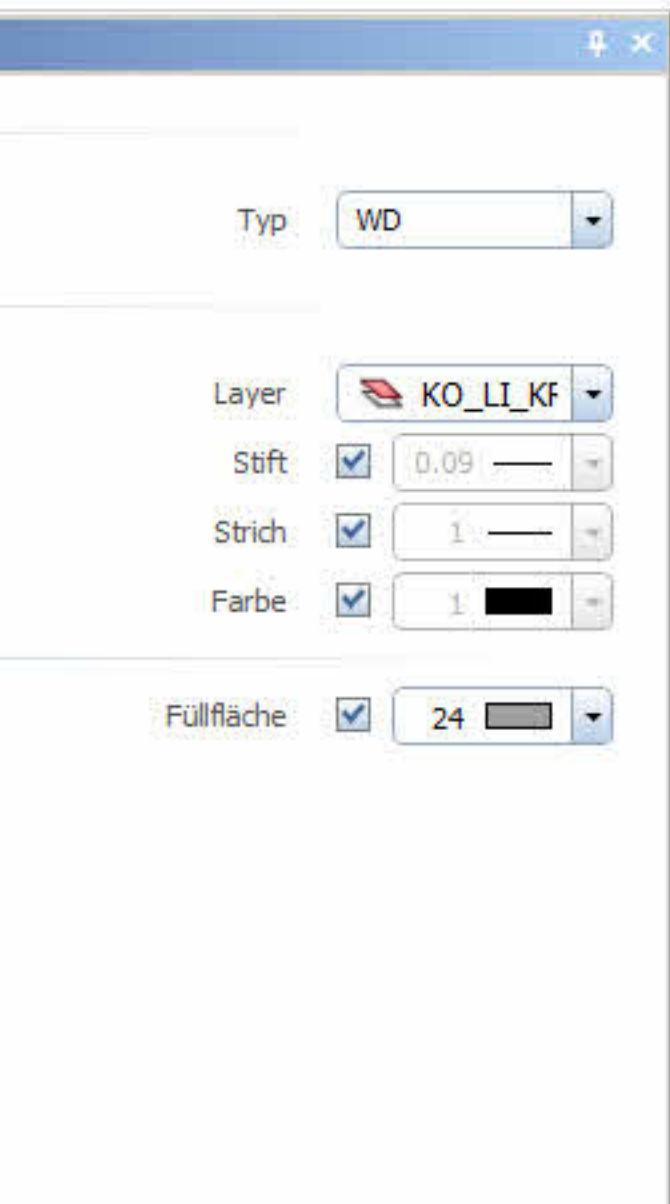 Typ WD
Layer KO_LI_KF
Stift 0.09
Strich 1
Farbe 1
Füllfläche 24